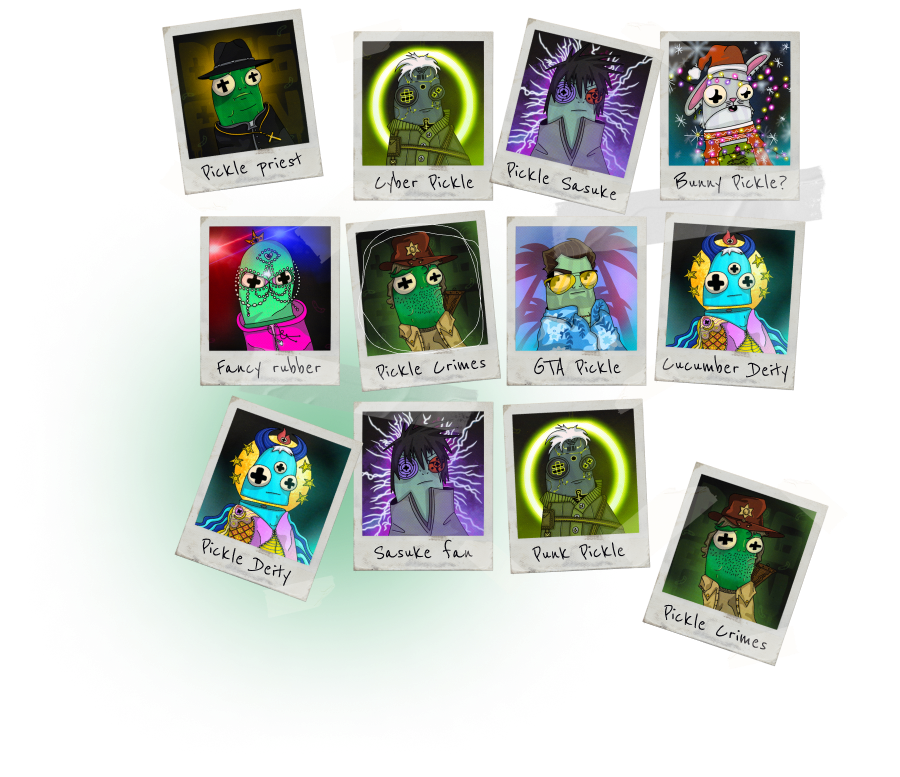 Pickle priest
Cyber Pickle
Pickle Sasuke
Bunny Pickle?
Fancy rubber
Pickle Crimes
GTA Pickle
Cucumber Deity
Pickle Deity
Sasuke fan
Punk Pickle
Pickle Crimes